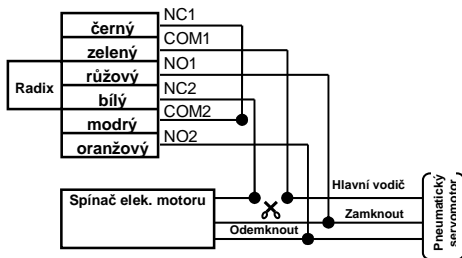 černý NC1
zelený COM1
růžový NO1
Radix
bílý NC2
modrý COM2
oranžový NO2
Spínač elek. motoru
Hlavní vodič
Zamknout
Odemknout
Pneumatický
servomotor